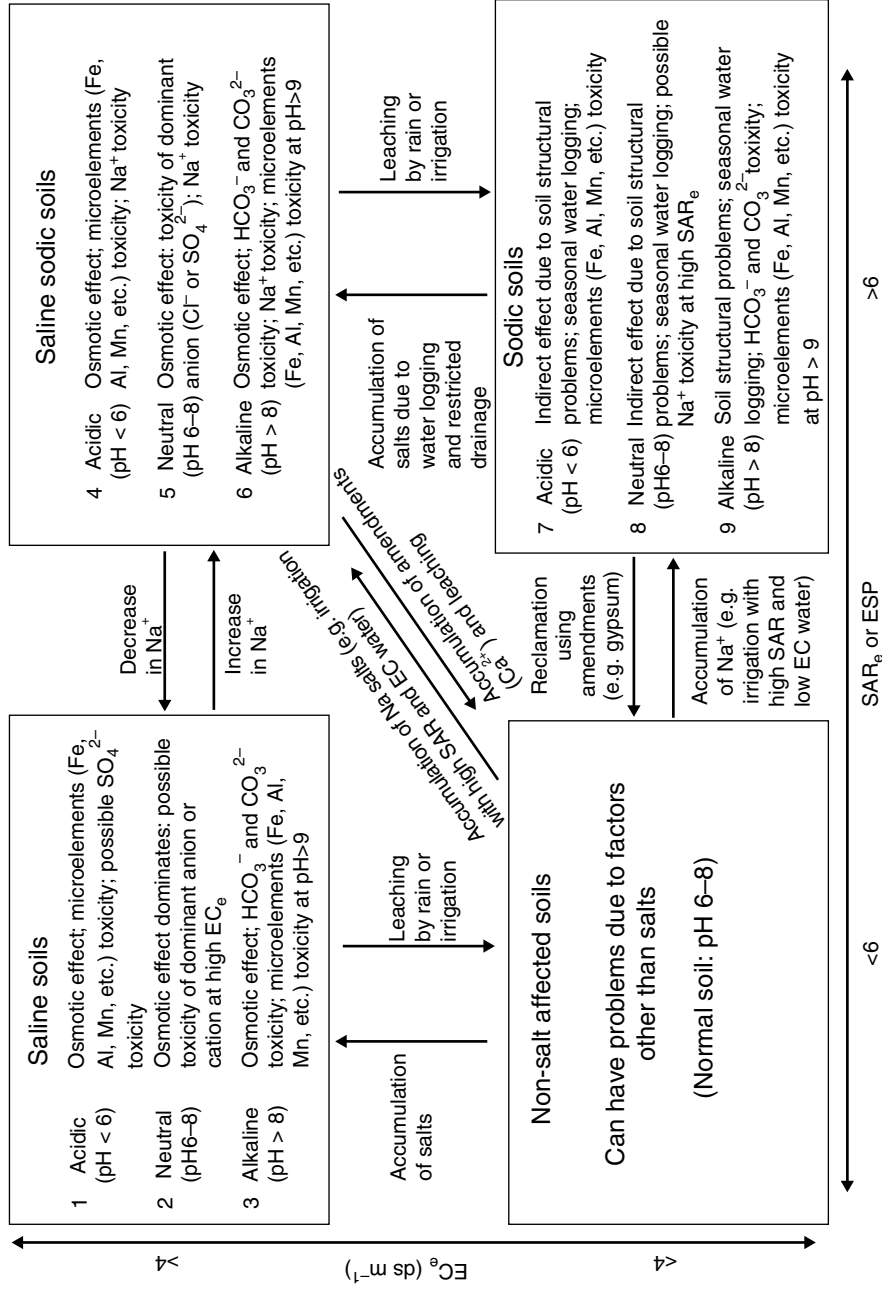 Saline soils
1 Acidic Osmotic effect; microelements (Fe,
(pH < 6) Al, Mn, etc.) toxicity; possible SO₄²⁻
toxicity
2 Neutral Osmotic effect dominates: possible
(pH6–8) toxicity of dominant anion or
cation at high ECₑ
3 Alkaline Osmotic effect; HCO₃⁻ and CO₃²⁻
(pH > 8) toxicity; microelements (Fe, Al,
Mn, etc.) toxicity at pH>9
Decrease
in Na⁺
Increase
in Na⁺
Saline sodic soils
4 Acidic Osmotic effect; microelements (Fe,
(pH < 6) Al, Mn, etc.) toxicity; Na⁺ toxicity
5 Neutral Osmotic effect: toxicity of dominant
(pH 6–8) anion (Cl⁻ or SO₄²⁻); Na⁺ toxicity
6 Alkaline Osmotic effect; HCO₃⁻ and CO₃²⁻
(pH > 8) toxicity; Na⁺ toxicity; microelements
(Fe, Al, Mn, etc.) toxicity at pH>9
Accumulation
of salts
Leaching
by rain or
irrigation
Accumulation of Na salts (e.g. irrigation
with high SAR and EC water)
Accumulation of amendments
(Ca²⁺) and leaching
Accumulation of
salts due to
water logging
and restricted
drainage
Leaching
by rain or
irrigation
Non-salt affected soils
Can have problems due to factors
other than salts
(Normal soil: pH 6–8)
Reclamation
using
amendments
(e.g. gypsum)
Accumulation
of Na⁺ (e.g.
irrigation with
high SAR and
low EC water)
Sodic soils
7 Acidic Indirect effect due to soil structural
(pH < 6) problems; seasonal water logging;
microelements (Fe, Al, Mn, etc.) toxicity
8 Neutral Indirect effect due to soil structural
(pH6–8) problems; seasonal water logging; possible
Na⁺ toxicity at high SARₑ
9 Alkaline Soil structural problems; seasonal water
(pH > 8) logging; HCO₃⁻ and CO₃²⁻toxixity;
microelements (Fe, Al, Mn, etc.) toxicity
at pH > 9
>4
ECₑ (ds m⁻¹)
<4
<6
SARₑ or ESP
>6